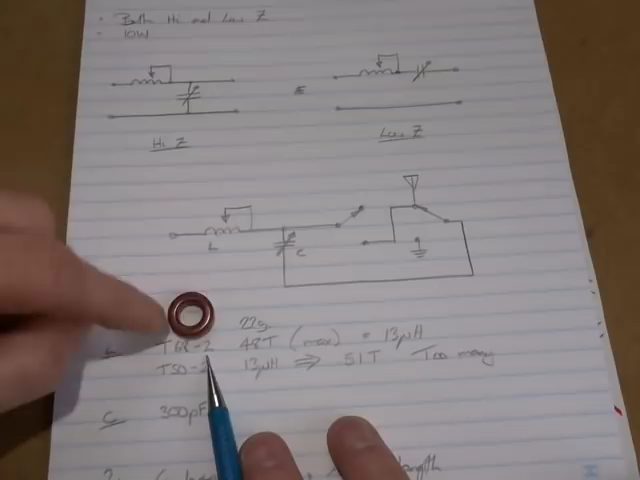 · Both Hi and Low Z
· 10W
≡
Hi Z
Low Z
L
C
22g
T68-2 48T (max) = 13µH
T50- 13µH ⇒ 51T Too many
C 300pF